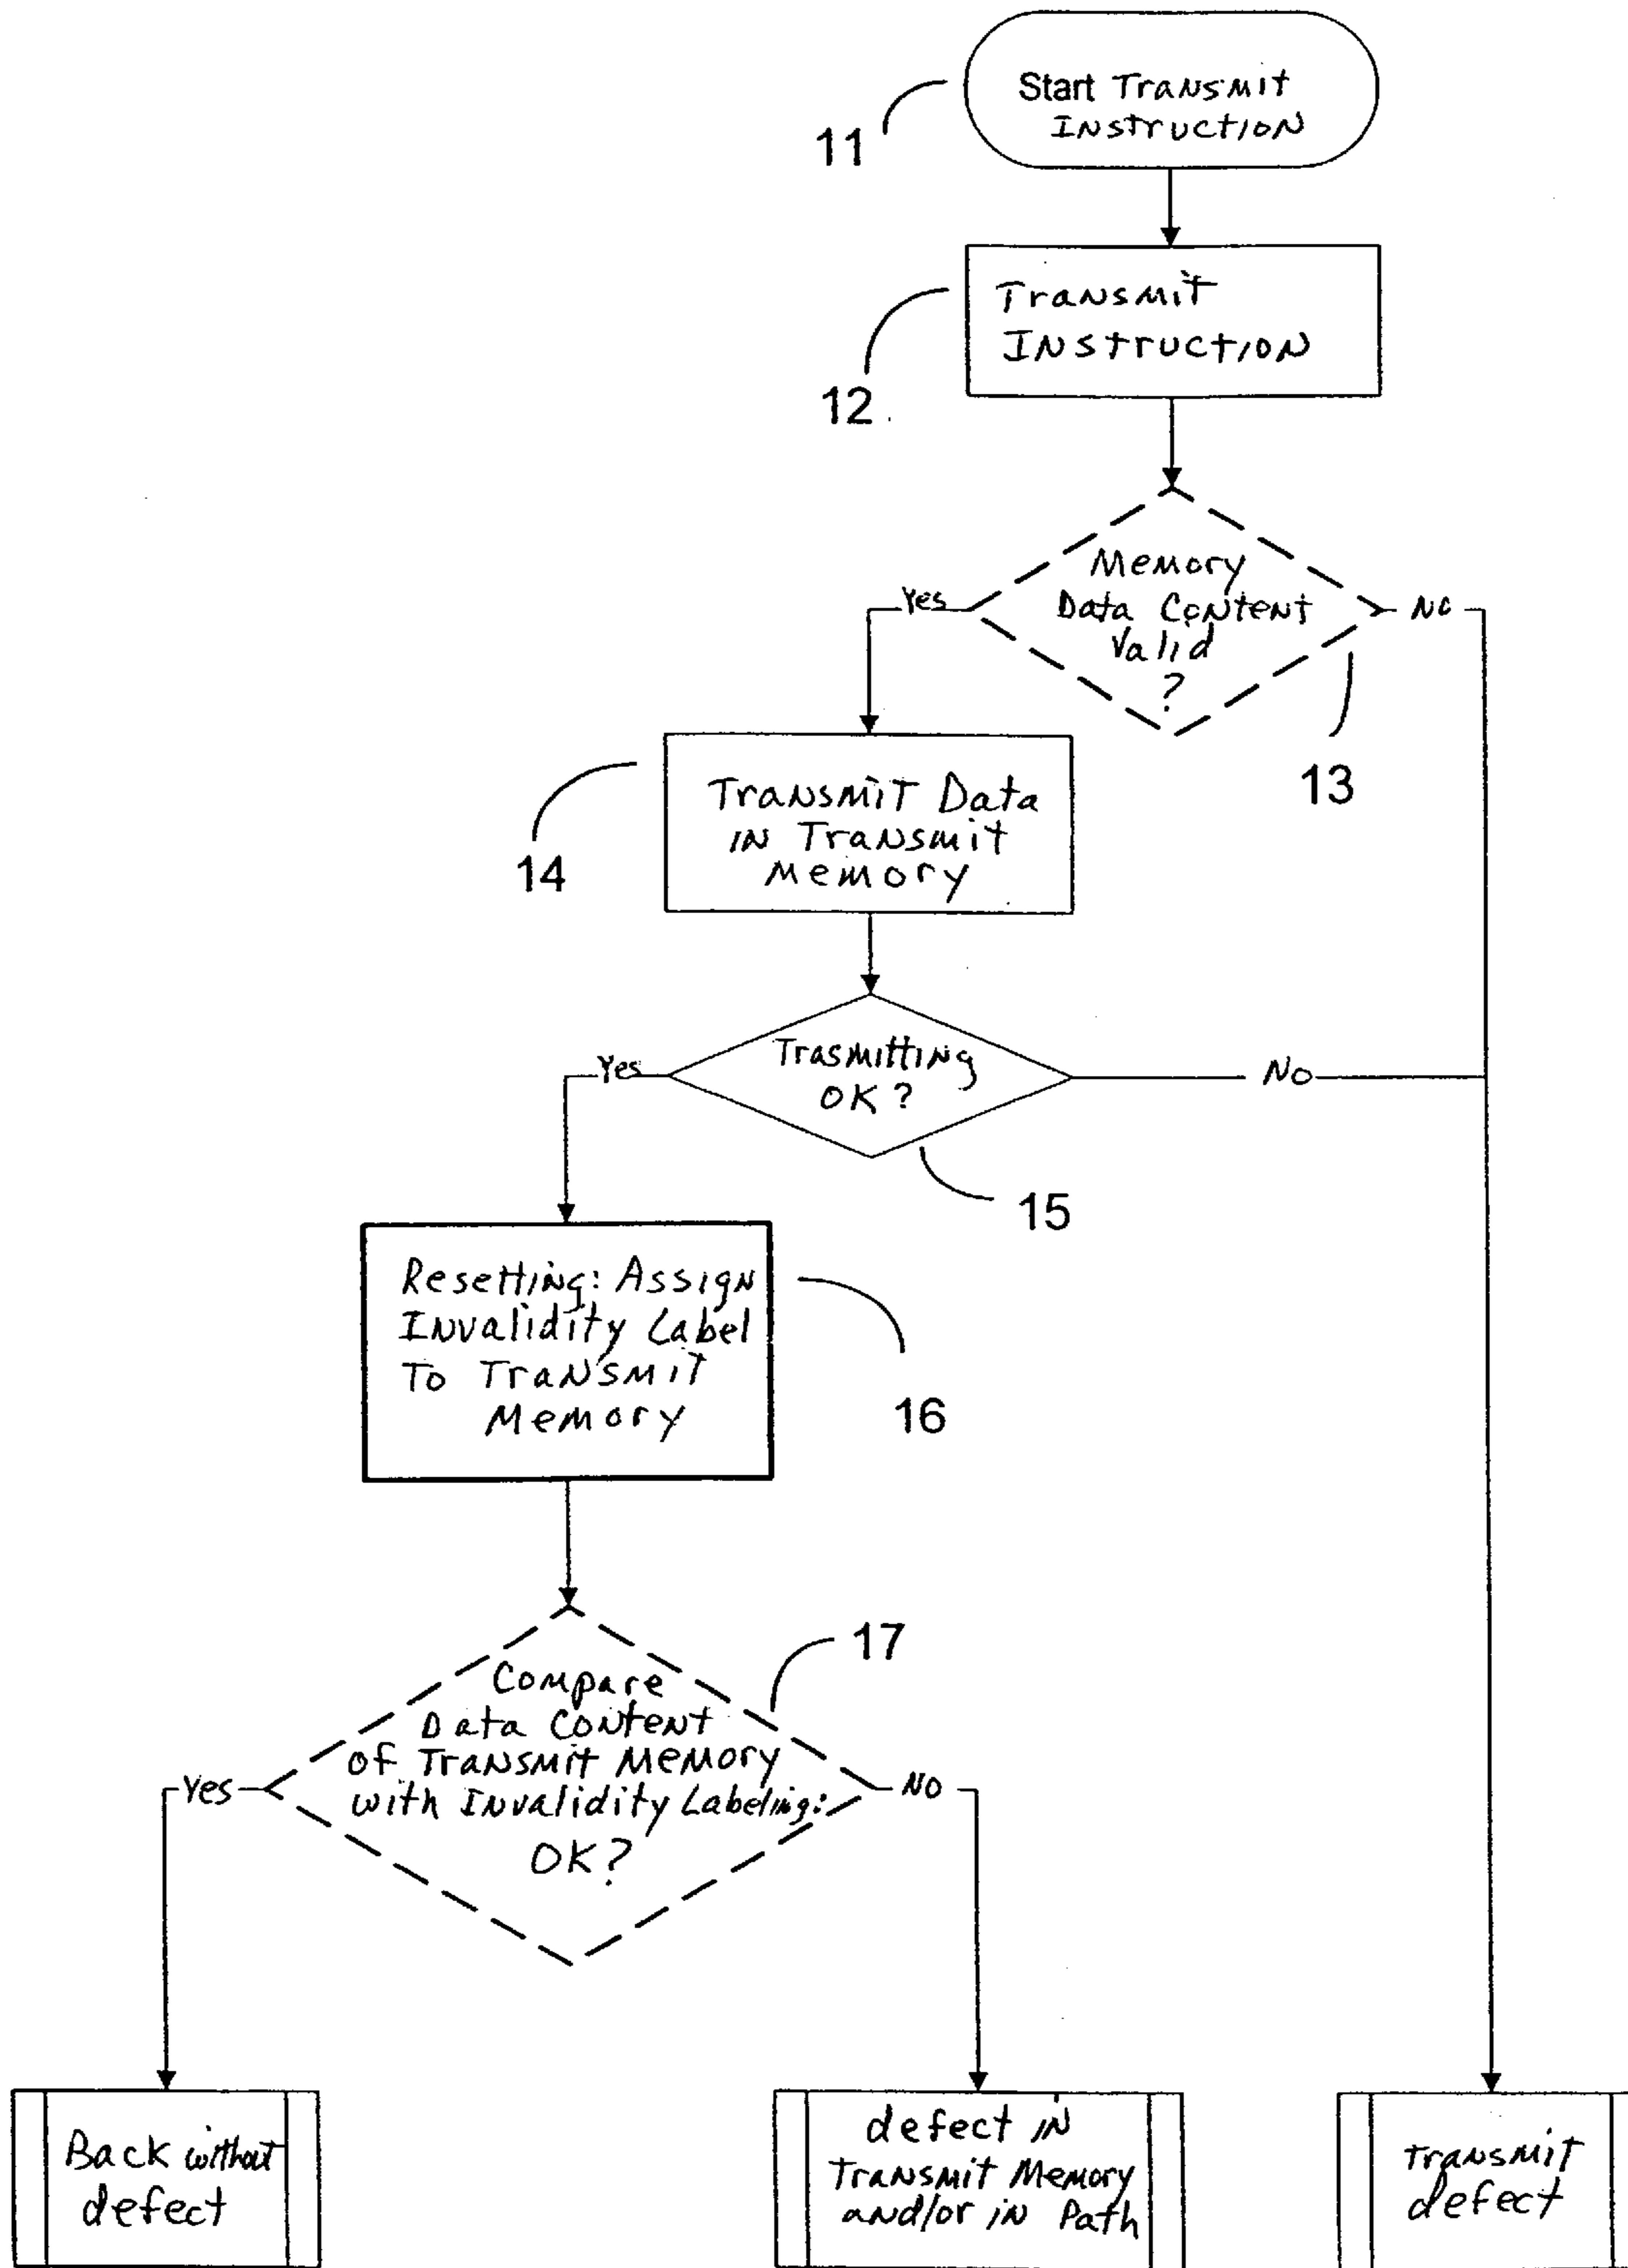 Start Transmit
Instruction
11
Transmit
Instruction
12
Memory
Data Content
Valid
?
Yes
No
13
Transmit Data
in Transmit
Memory
14
Trasmitting
OK?
Yes
No
15
Resetting: Assign
Invalidity Label
To Transmit
Memory
16
17
Compare
Data Content
of Transmit Memory
with Invalidity Labeling:
OK?
Yes
No
Back without
defect
defect in
Transmit Memory
and/or in Path
Transmit
defect